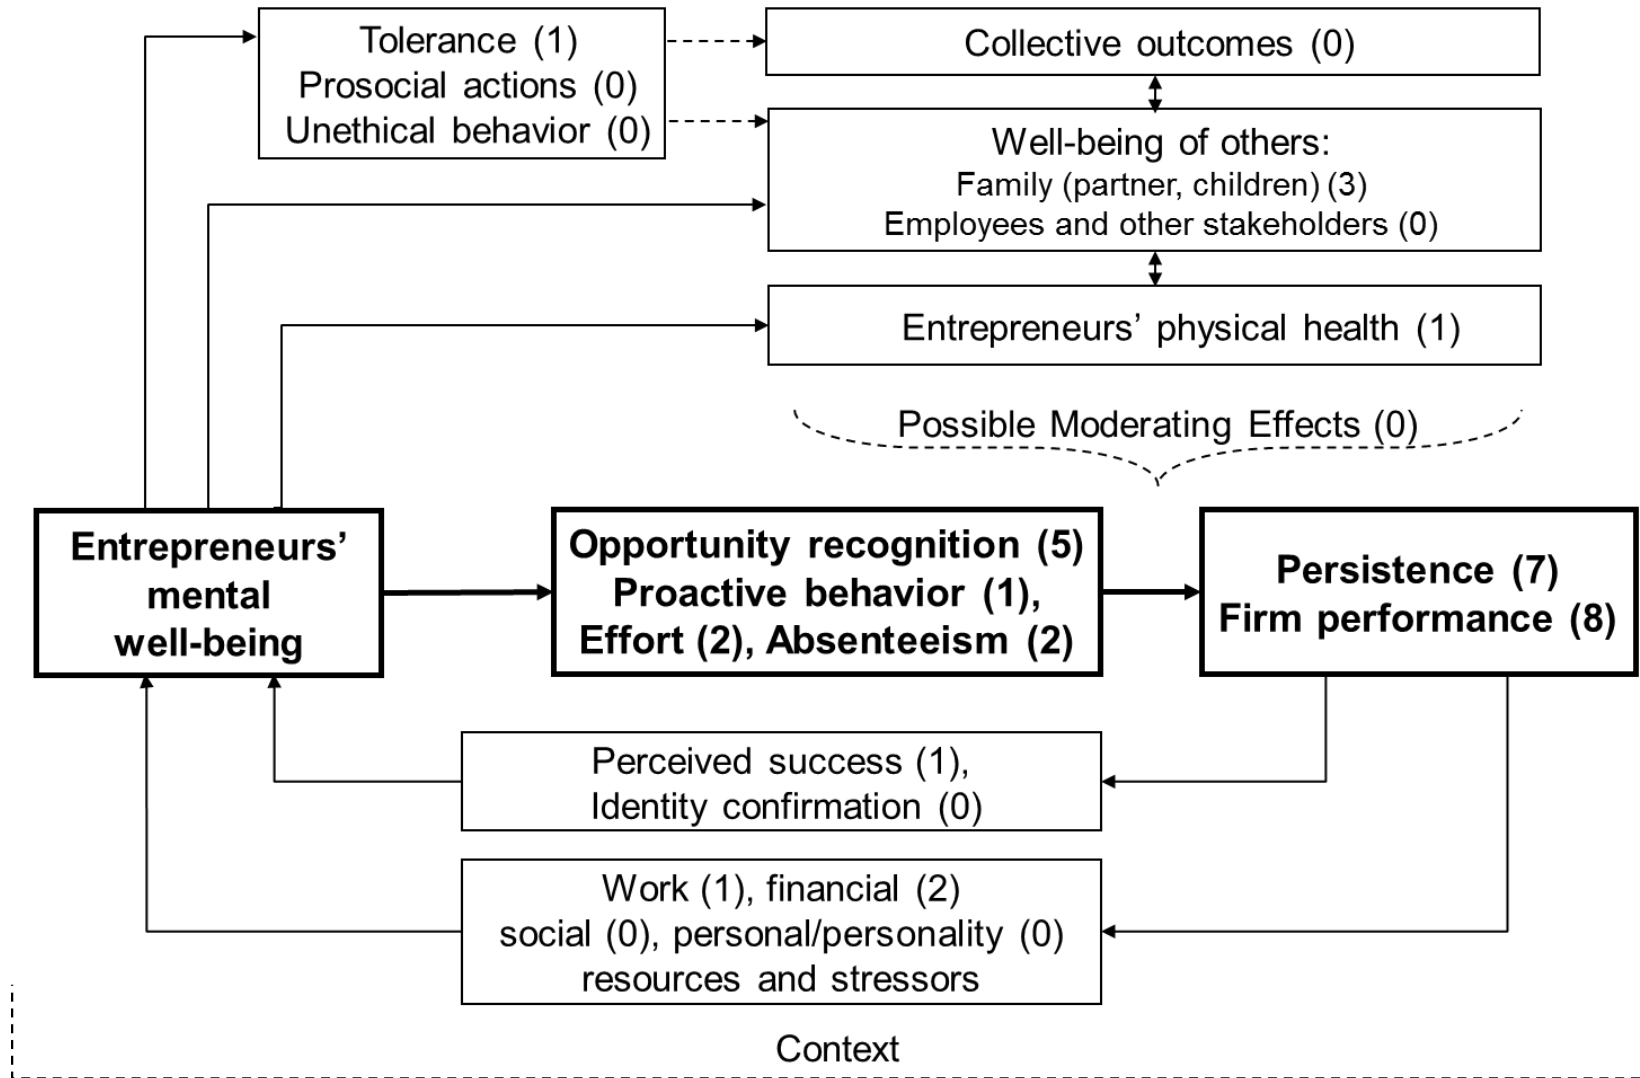 Tolerance (1)
Prosocial actions (0)
Unethical behavior (0)
Collective outcomes (0)
Well-being of others:
Family (partner, children) (3)
Employees and other stakeholders (0)
Entrepreneurs’ physical health (1)
Possible Moderating Effects (0)
Entrepreneurs’
mental
well-being
Opportunity recognition (5)
Proactive behavior (1),
Effort (2), Absenteeism (2)
Persistence (7)
Firm performance (8)
Perceived success (1),
Identity confirmation (0)
Work (1), financial (2)
social (0), personal/personality (0)
resources and stressors
Context